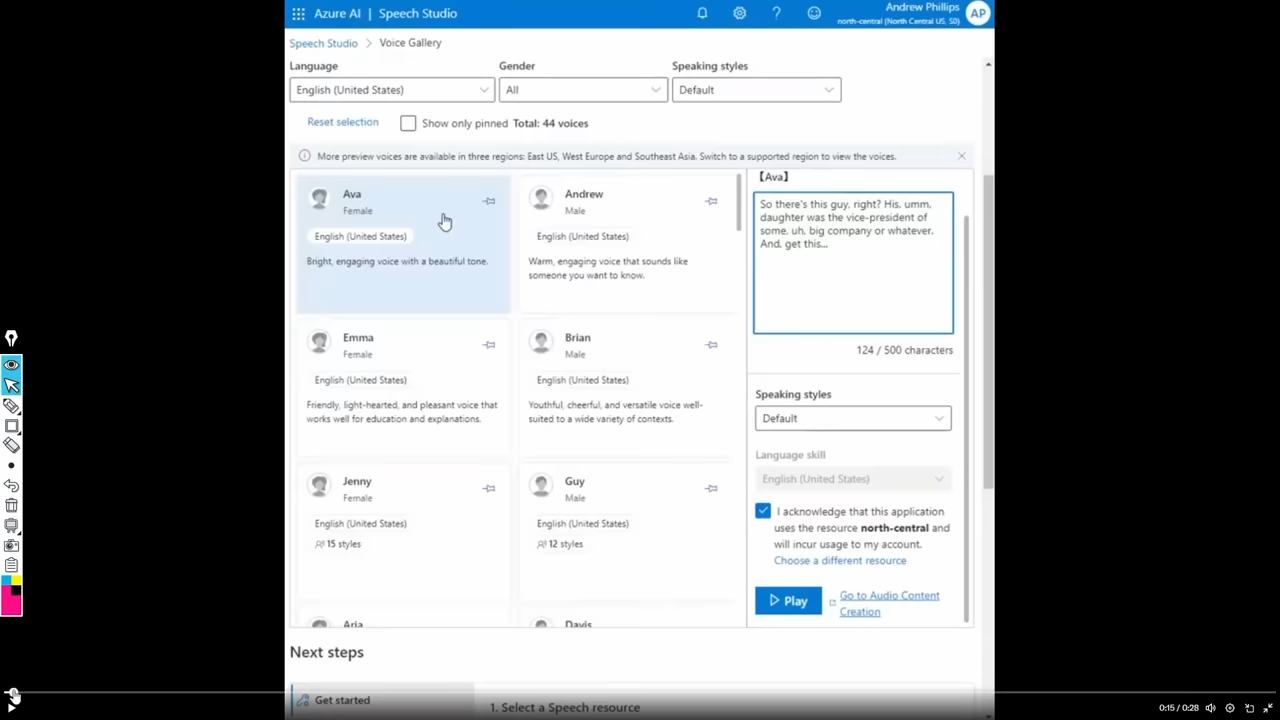 Azure AI | Speech Studio
Andrew Phillips
north-central (North Central US, S0)
AP
Speech Studio > Voice Gallery
Language
Gender
Speaking styles
English (United States)
All
Default
Reset selection
Show only pinned Total: 44 voices
More preview voices are available in three regions: East US, West Europe and Southeast Asia. Switch to a supported region to view the voices.
Ava
Female
English (United States)
Bright, engaging voice with a beautiful tone.
Andrew
Male
English (United States)
Warm, engaging voice that sounds like
someone you want to know.
Emma
Female
English (United States)
Friendly, light-hearted, and pleasant voice that
works well for education and explanations.
Brian
Male
English (United States)
Youthful, cheerful, and versatile voice well-
suited to a wide variety of contexts.
Jenny
Female
English (United States)
15 styles
Guy
Male
English (United States)
12 styles
Aria
Davis
【Ava】
So there's this guy, right? His, umm,
daughter was the vice-president of
some, uh, big company or whatever.
And, get this...
124 / 500 characters
Speaking styles
Default
Language skill
English (United States)
I acknowledge that this application
uses the resource north-central and
will incur usage to my account.
Choose a different resource
Play
Go to Audio Content
Creation
Next steps
Get started
1. Select a Speech resource
0:15 / 0:28